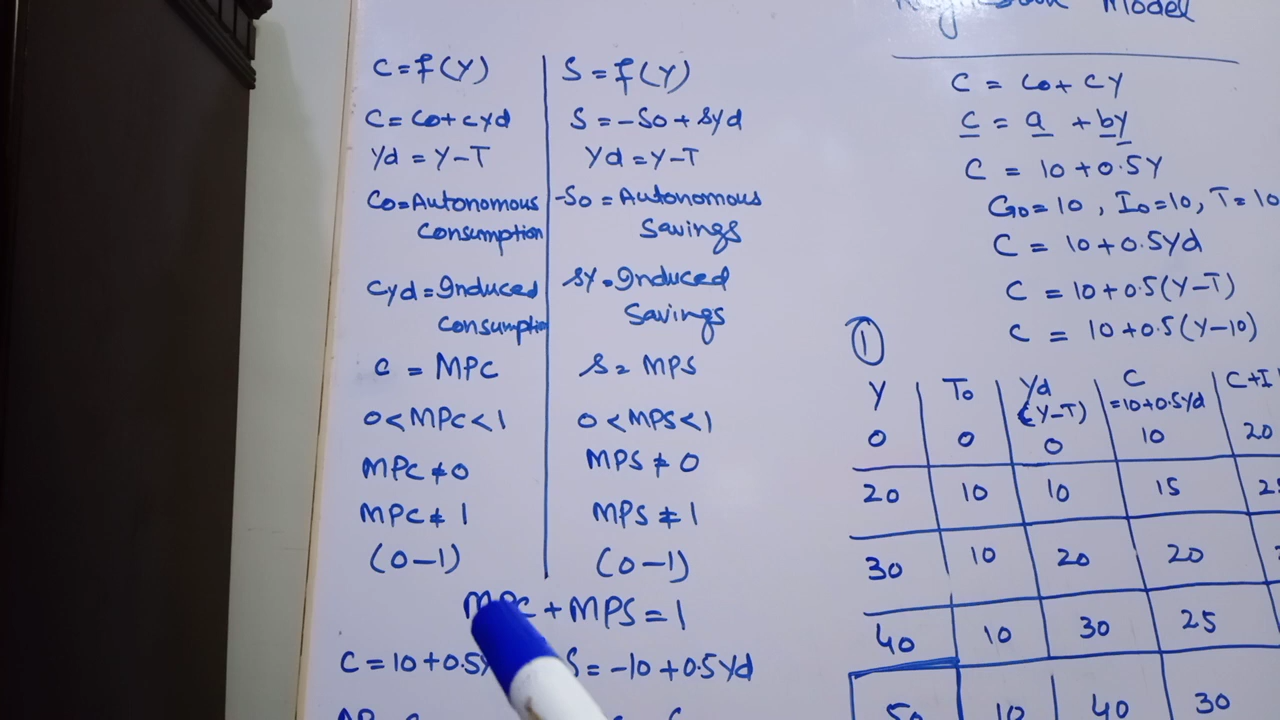 C = f(Y)
C = Co + cyd
Yd = Y-T
Co = Autonomous
Consumption
Cyd = Induced
Consumption
C = MPC
0 < MPC < 1
MPC ≠ 0
MPC ≠ 1
(0-1)
S = f(Y)
S = -So + syd
Yd = Y-T
-So = Autonomous
Savings
sy = Induced
Savings
s = MPS
0 < MPS < 1
MPS ≠ 0
MPS ≠ 1
(0-1)
MPC + MPS = 1
C = 10 + 0.5Y
S = -10 + 0.5Yd
Model
C = Co + cY
C = a + bY
C = 10 + 0.5Y
Go = 10, Io = 10, T = 10
C = 10 + 0.5Yd
C = 10 + 0.5(Y-T)
C = 10 + 0.5(Y-10)
①
Y To Yd (Y-T) C =10+0.5Yd C+I
0 0 0 10 20
20 10 10 15
30 10 20 20
40 10 30 25
50 10 40 30